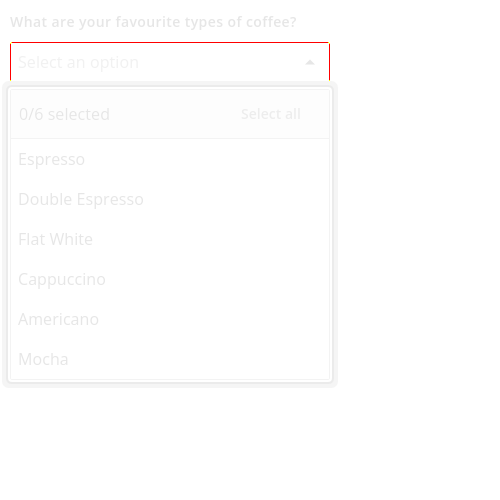 What are your favourite types of coffee?
Select an option
0/6 selected Select all
Espresso
Double Espresso
Flat White
Cappuccino
Americano
Mocha